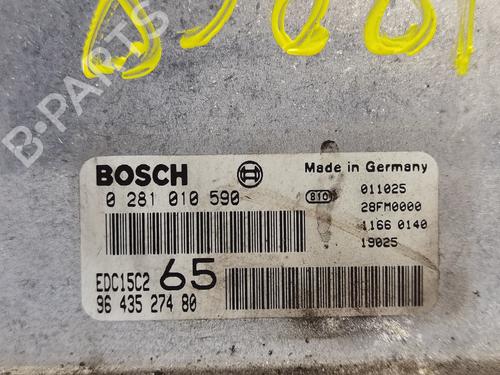 B-PARTS
BOSCH
Made in Germany
0 281 010 590
810
011025
28FM0000
1166 0140
19025
EDC15C2 65
96 435 274 80